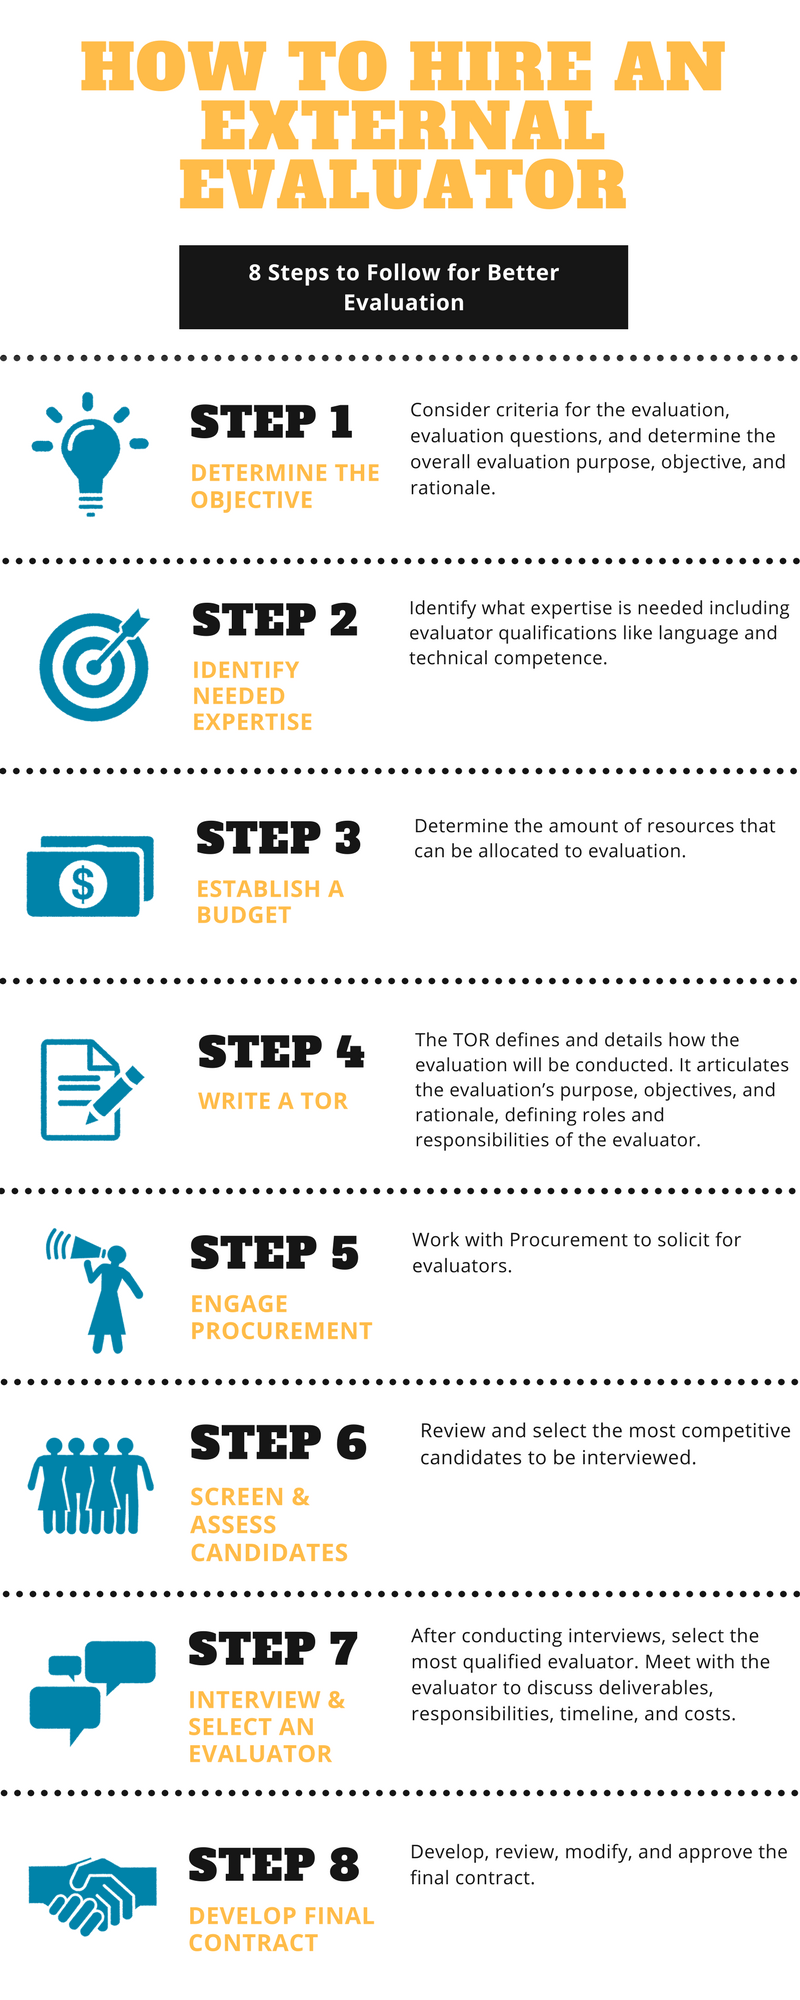 HOW TO HIRE AN
EXTERNAL
EVALUATOR
8 Steps to Follow for Better
Evaluation
STEP 1
DETERMINE THE
OBJECTIVE
Consider criteria for the evaluation,
evaluation questions, and determine the
overall evaluation purpose, objective, and
rationale.
STEP 2
IDENTIFY
NEEDED
EXPERTISE
Identify what expertise is needed including
evaluator qualifications like language and
technical competence.
$
STEP 3
ESTABLISH A
BUDGET
Determine the amount of resources that
can be allocated to evaluation.
STEP 4
WRITE A TOR
The TOR defines and details how the
evaluation will be conducted. It articulates
the evaluation’s purpose, objectives, and
rationale, defining roles and
responsibilities of the evaluator.
STEP 5
ENGAGE
PROCUREMENT
Work with Procurement to solicit for
evaluators.
STEP 6
SCREEN &
ASSESS
CANDIDATES
Review and select the most competitive
candidates to be interviewed.
STEP 7
INTERVIEW &
SELECT AN
EVALUATOR
After conducting interviews, select the
most qualified evaluator. Meet with the
evaluator to discuss deliverables,
responsibilities, timeline, and costs.
STEP 8
DEVELOP FINAL
CONTRACT
Develop, review, modify, and approve the
final contract.